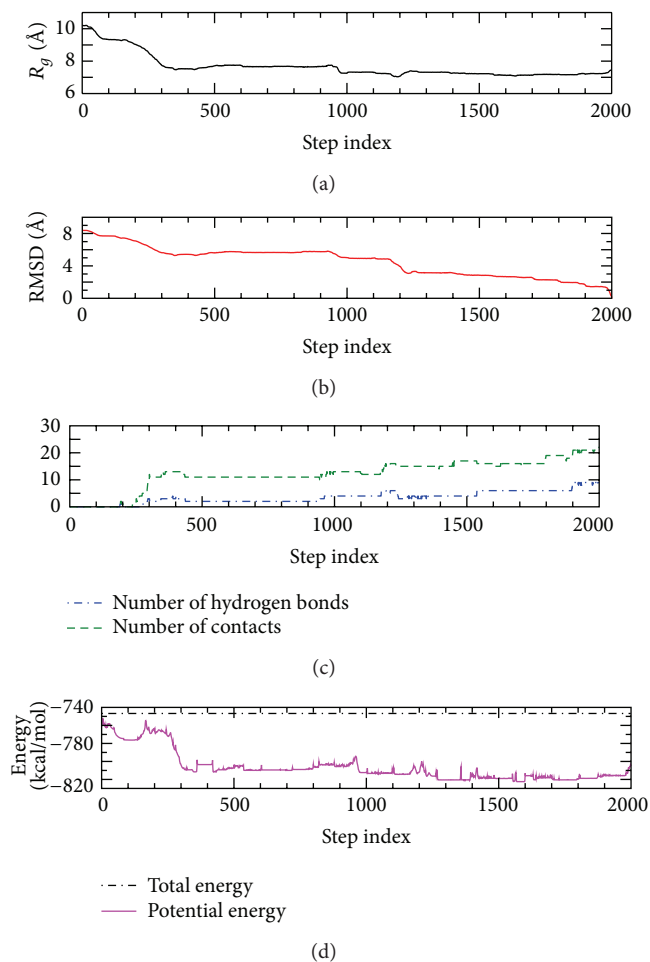 10
8
6
R_g (Å)
0 500 1000 1500 2000
Step index
(a)
8
4
0
RMSD (Å)
0 500 1000 1500 2000
Step index
(b)
30
20
10
0
0 500 1000 1500 2000
Step index
Number of hydrogen bonds
Number of contacts
(c)
−740
−780
−820
Energy
(kcal/mol)
0 500 1000 1500 2000
Step index
Total energy
Potential energy
(d)